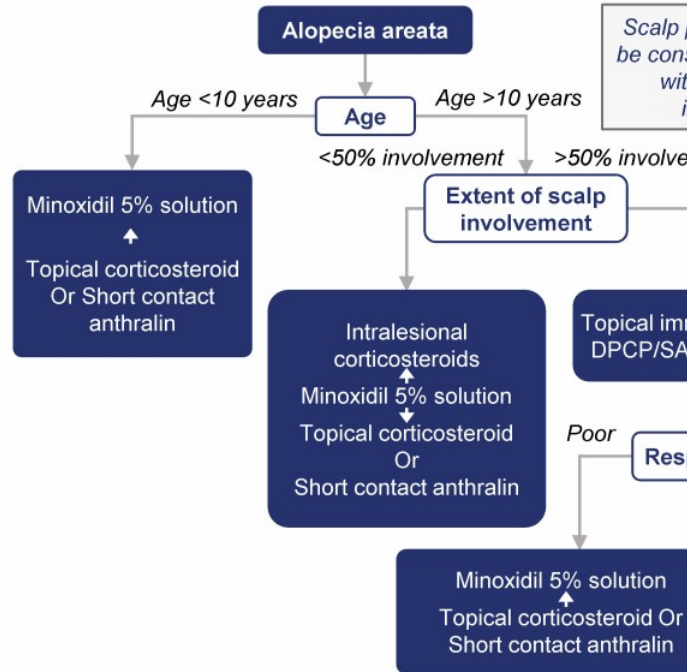 Alopecia areata
Scalp
be cons
wit
i
Age <10 years
Age >10 years
Age
<50% involvement
>50% involve
Minoxidil 5% solution
Topical corticosteroid
Or Short contact
anthralin
Extent of scalp
involvement
Intralesional
corticosteroids
Minoxidil 5% solution
Topical corticosteroid
Or
Short contact anthralin
Topical imm
DPCP/SA
Poor
Resp
Minoxidil 5% solution
Topical corticosteroid Or
Short contact anthralin